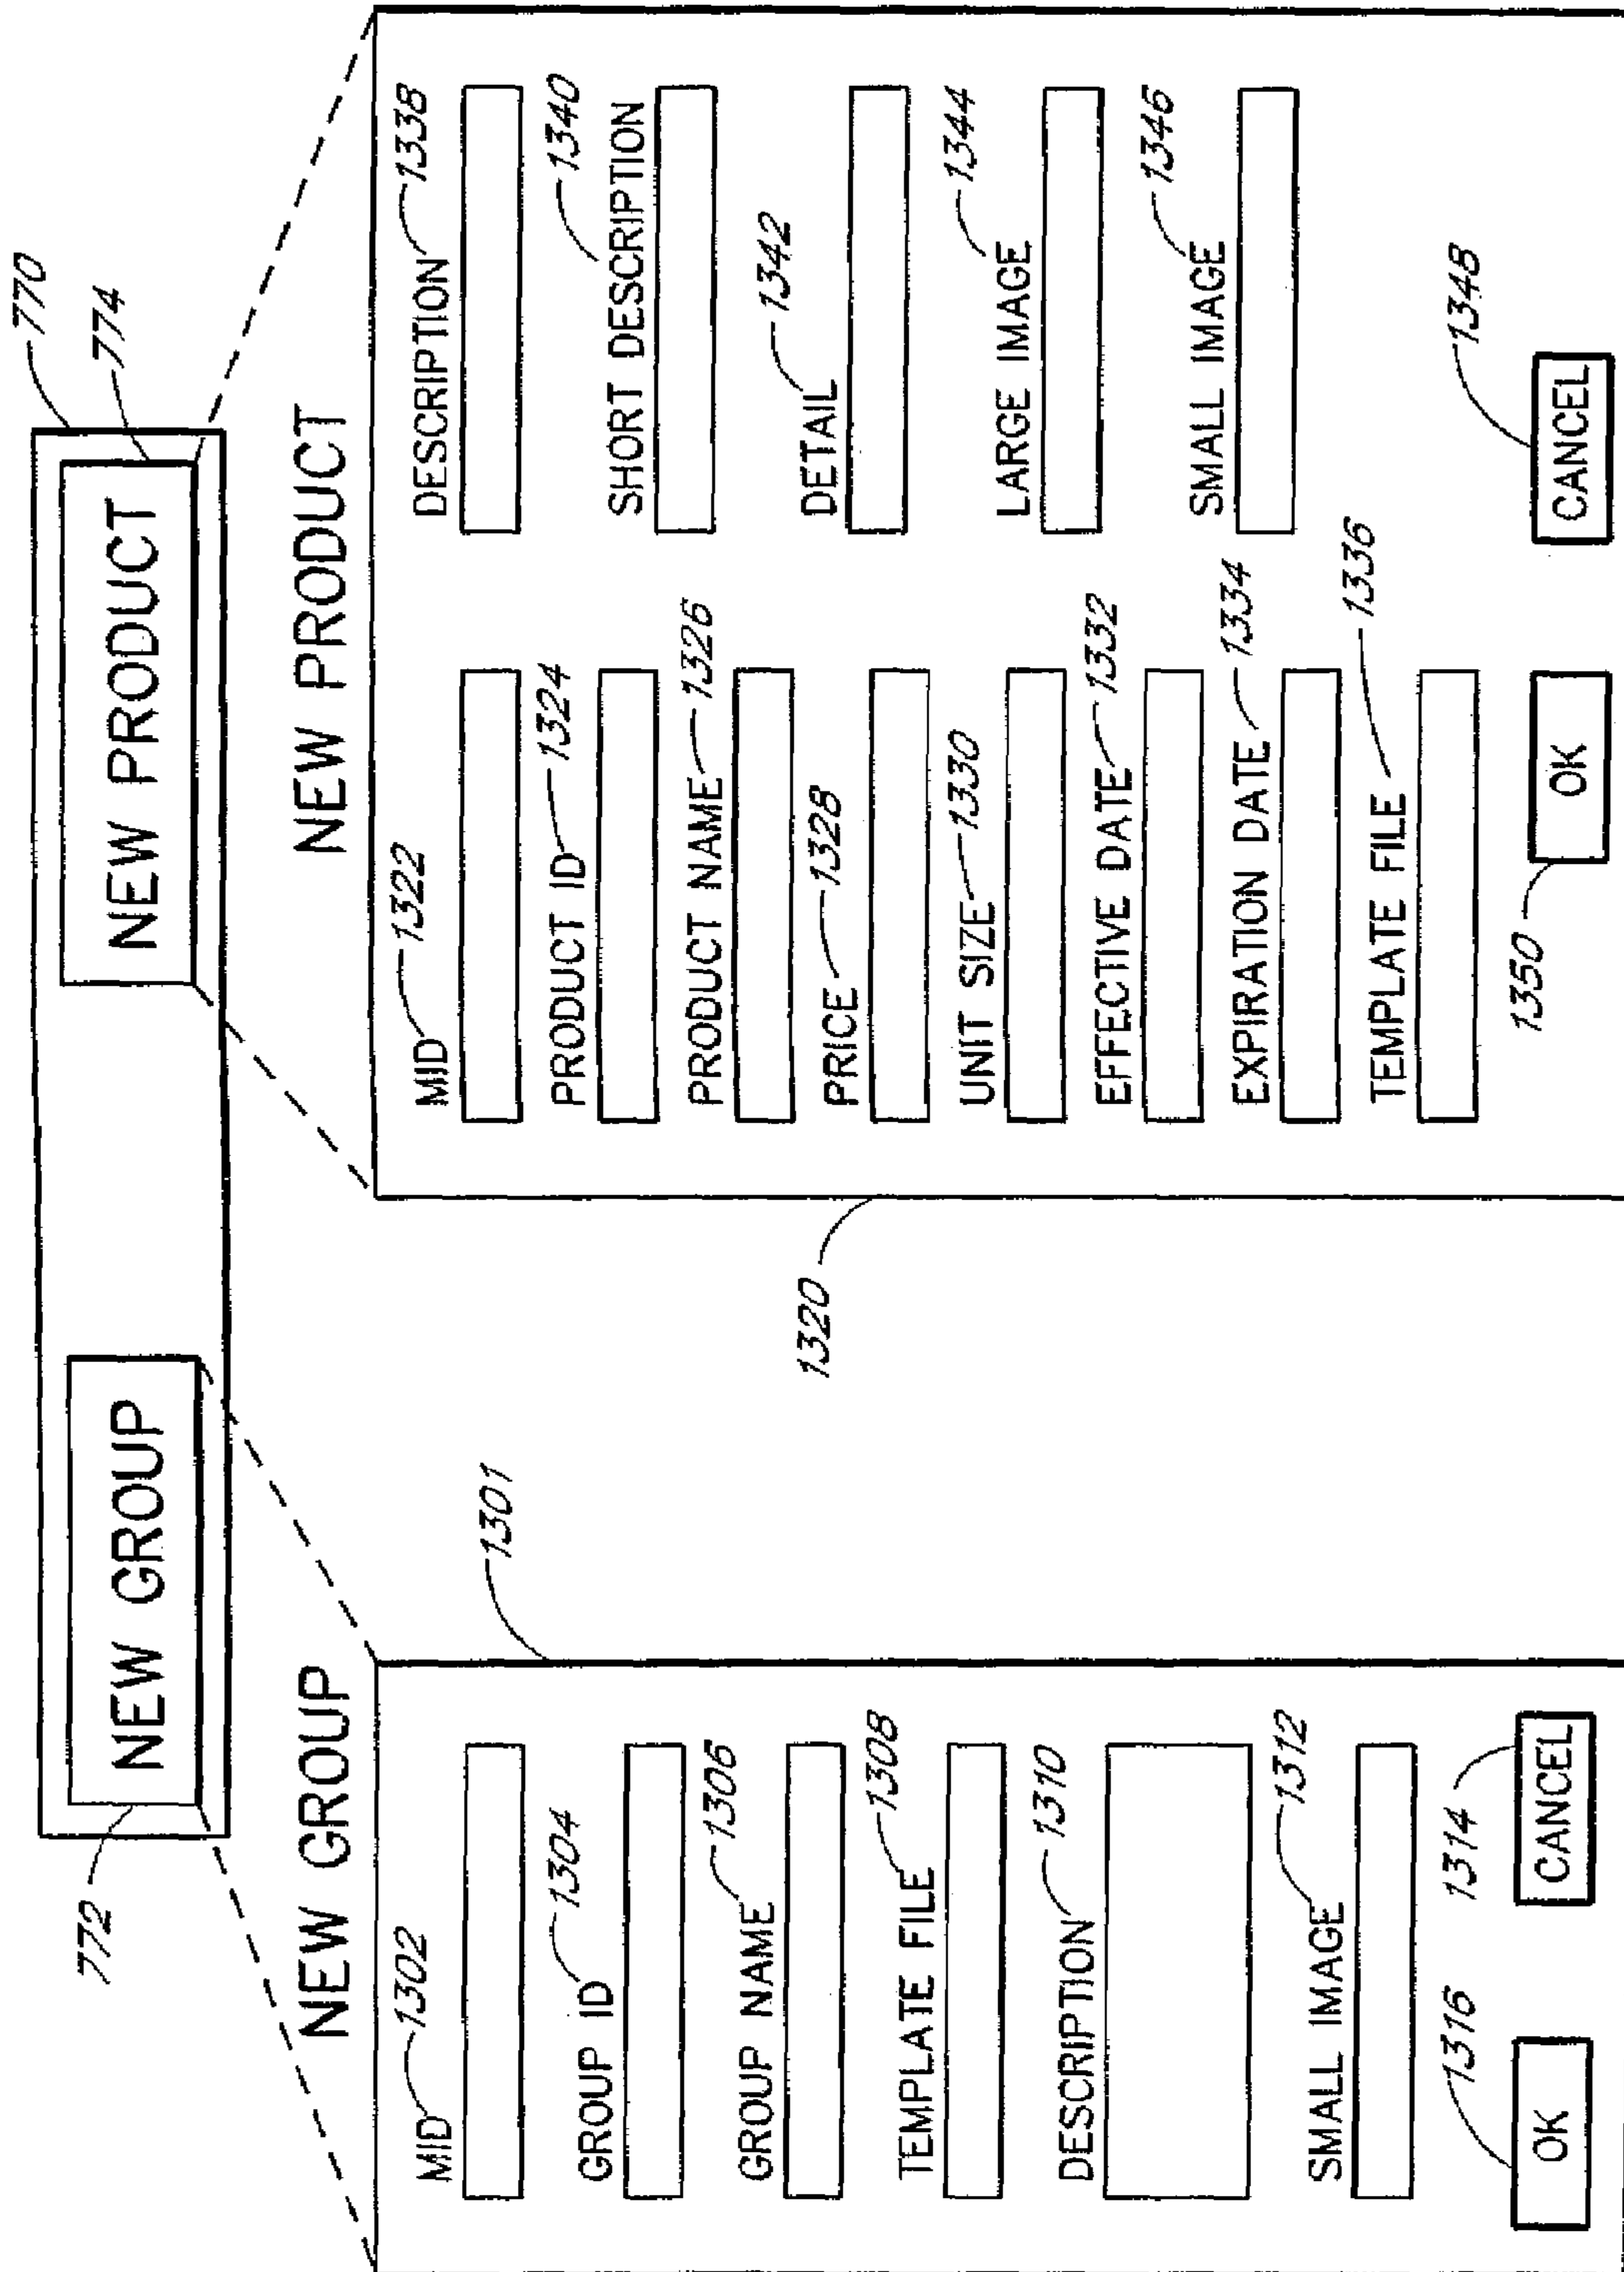 770
NEW GROUP
NEW PRODUCT
772
774
NEW GROUP
MID 1302
GROUP ID 1304
GROUP NAME 1306
TEMPLATE FILE 1308
DESCRIPTION 1310
SMALL IMAGE 1312
1316
1314
OK
CANCEL
1301
NEW PRODUCT
1320
MID 1322
PRODUCT ID 1324
PRODUCT NAME 1326
PRICE 1328
UNIT SIZE 1330
EFFECTIVE DATE 1332
EXPIRATION DATE 1334
TEMPLATE FILE 1336
DESCRIPTION 1338
1340
SHORT DESCRIPTION
DETAIL 1342
LARGE IMAGE 1344
SMALL IMAGE 1346
1350
1348
OK
CANCEL